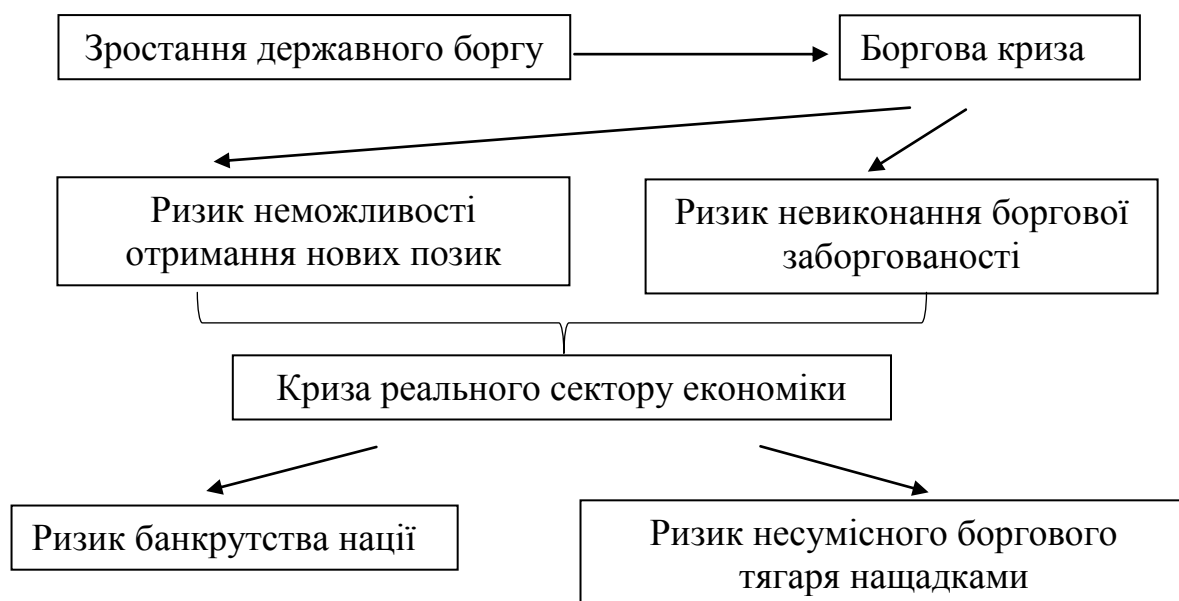 Зростання державного боргу
Боргова криза
Ризик неможливості
отримання нових позик
Ризик невиконання боргової
заборгованості
Криза реального сектору економіки
Ризик банкрутства нації
Ризик несумісного боргового
тягаря нащадками